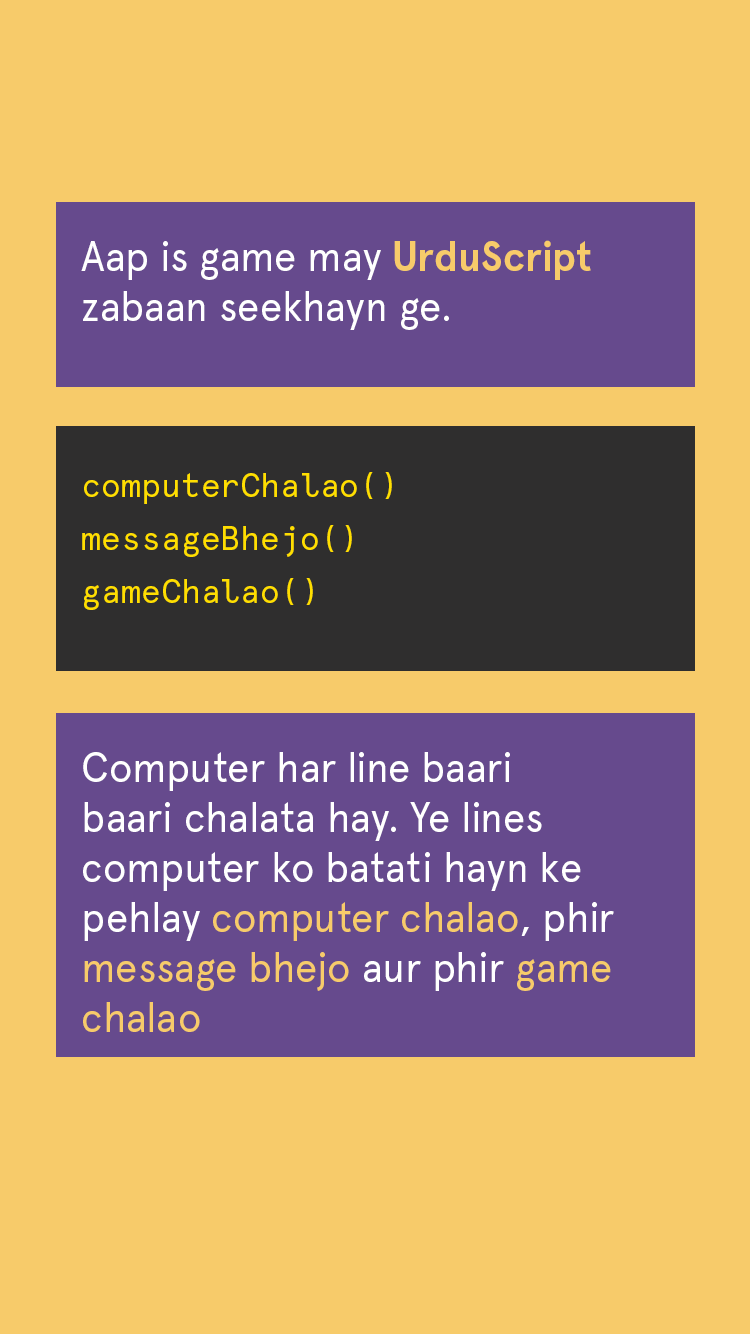 Aap is game may UrduScript
zabaan seekhayn ge.
computerChalao()
messageBhejo()
gameChalao()
Computer har line baari
baari chalata hay. Ye lines
computer ko batati hayn ke
pehlay computer chalao, phir
message bhejo aur phir game
chalao